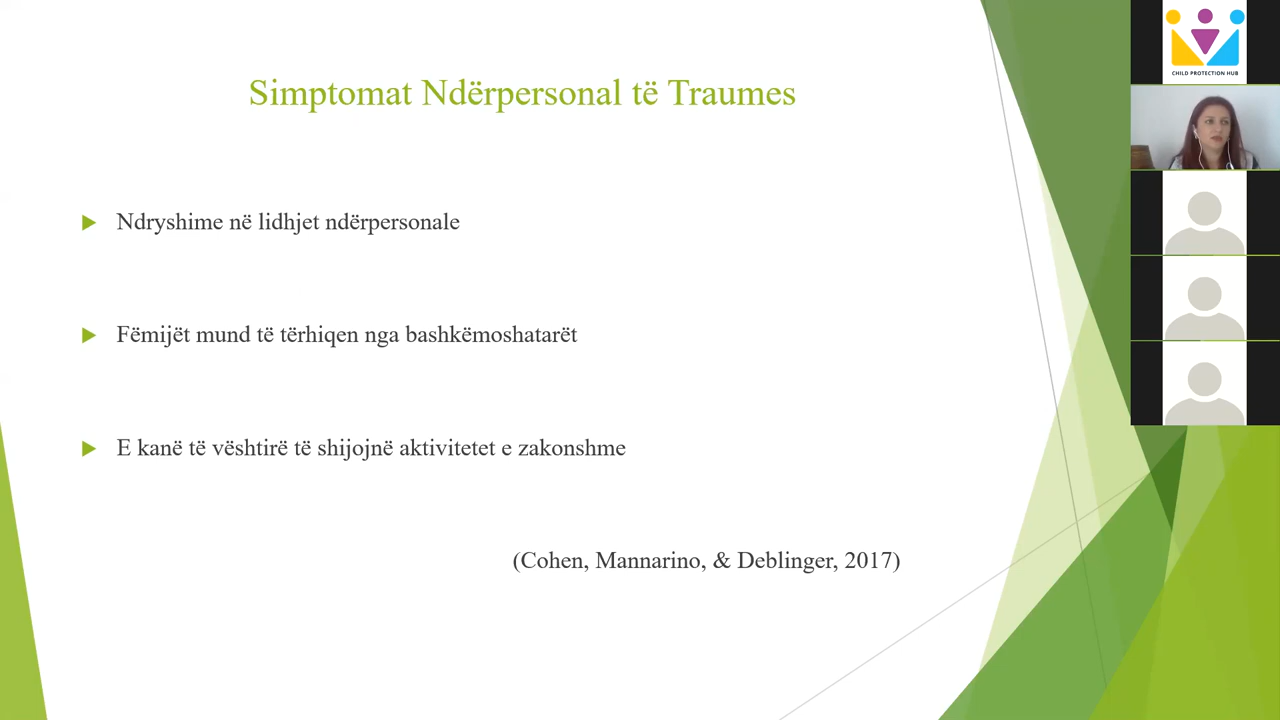 Simptomat Ndërpersonal të Traumes
Ndryshime në lidhjet ndërpersonale
Fëmijët mund të tërhiqen nga bashkëmoshatarët
E kanë të vështirë të shijojnë aktivitetet e zakonshme
(Cohen, Mannarino, & Deblinger, 2017)
CHILD PROTECTION HUB